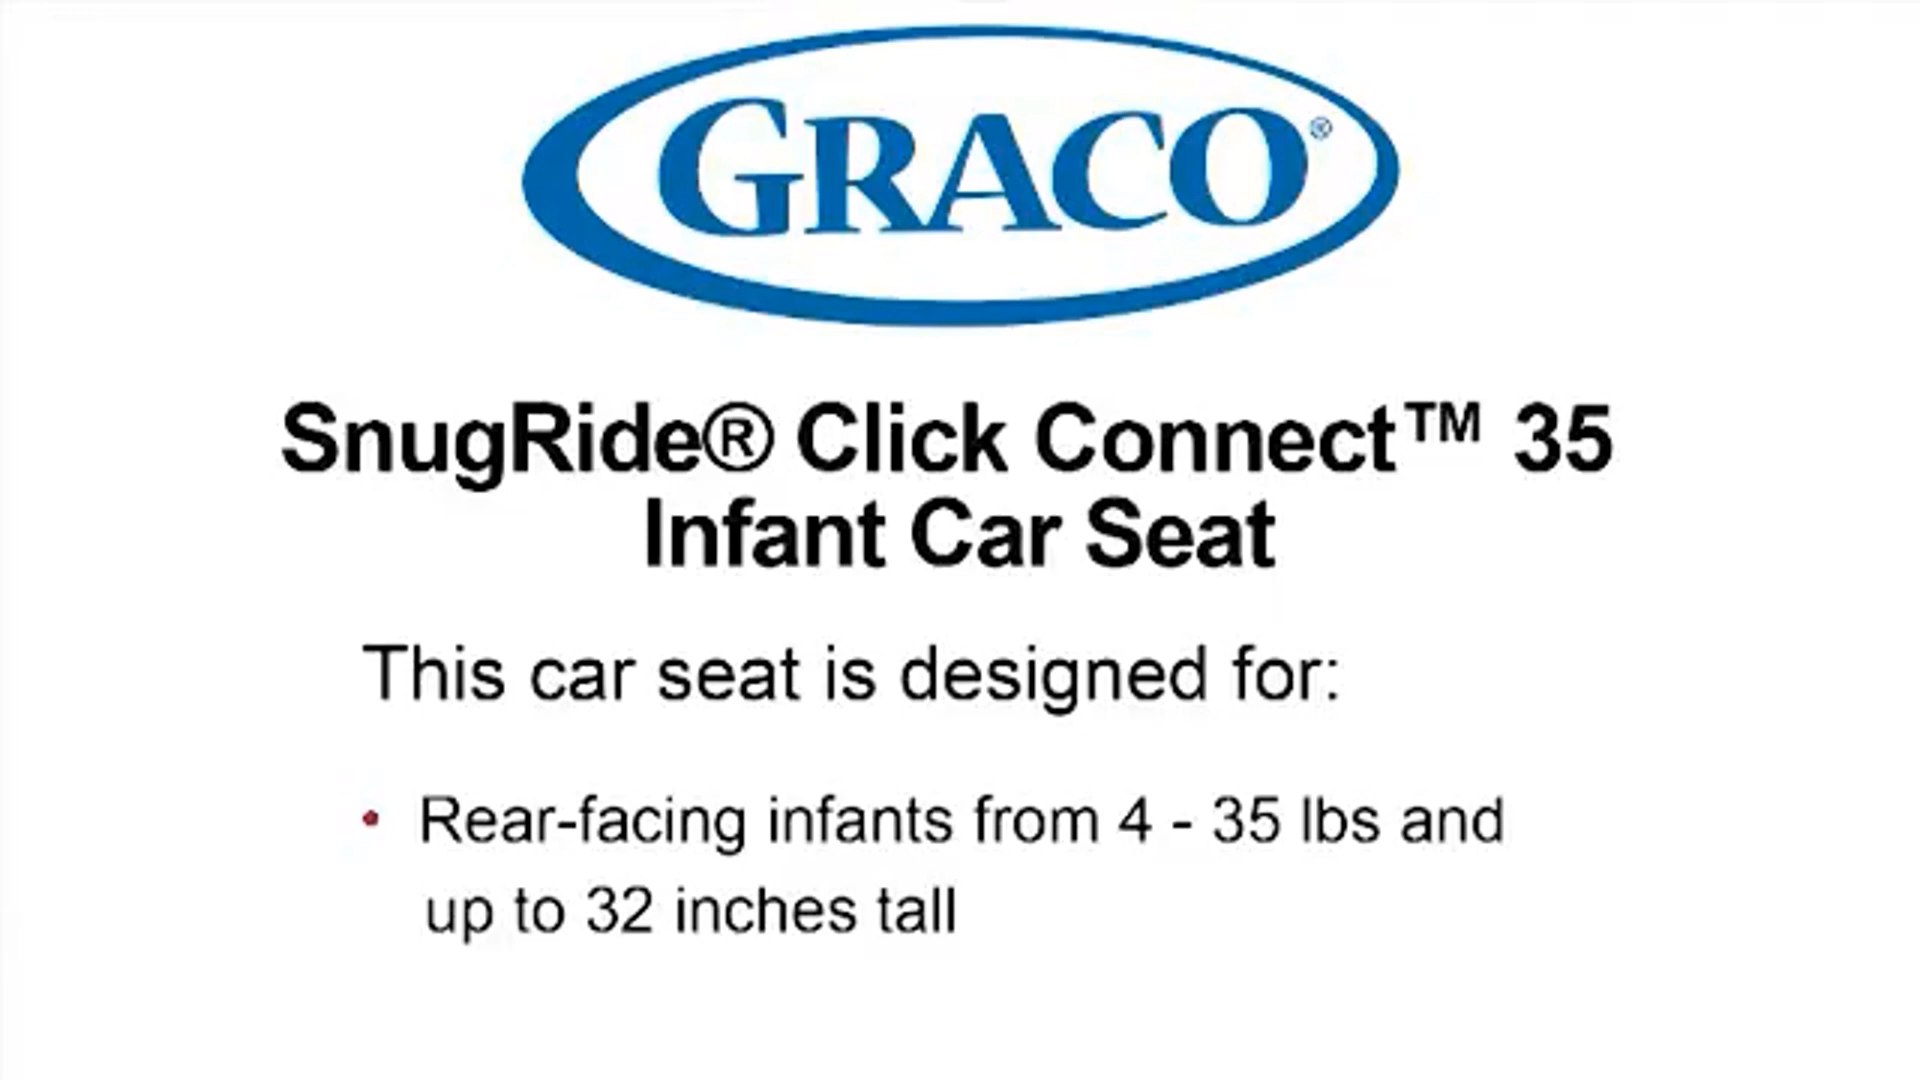 GRACO®
SnugRide® Click Connect™ 35
Infant Car Seat
This car seat is designed for:
• Rear-facing infants from 4 - 35 lbs and
up to 32 inches tall